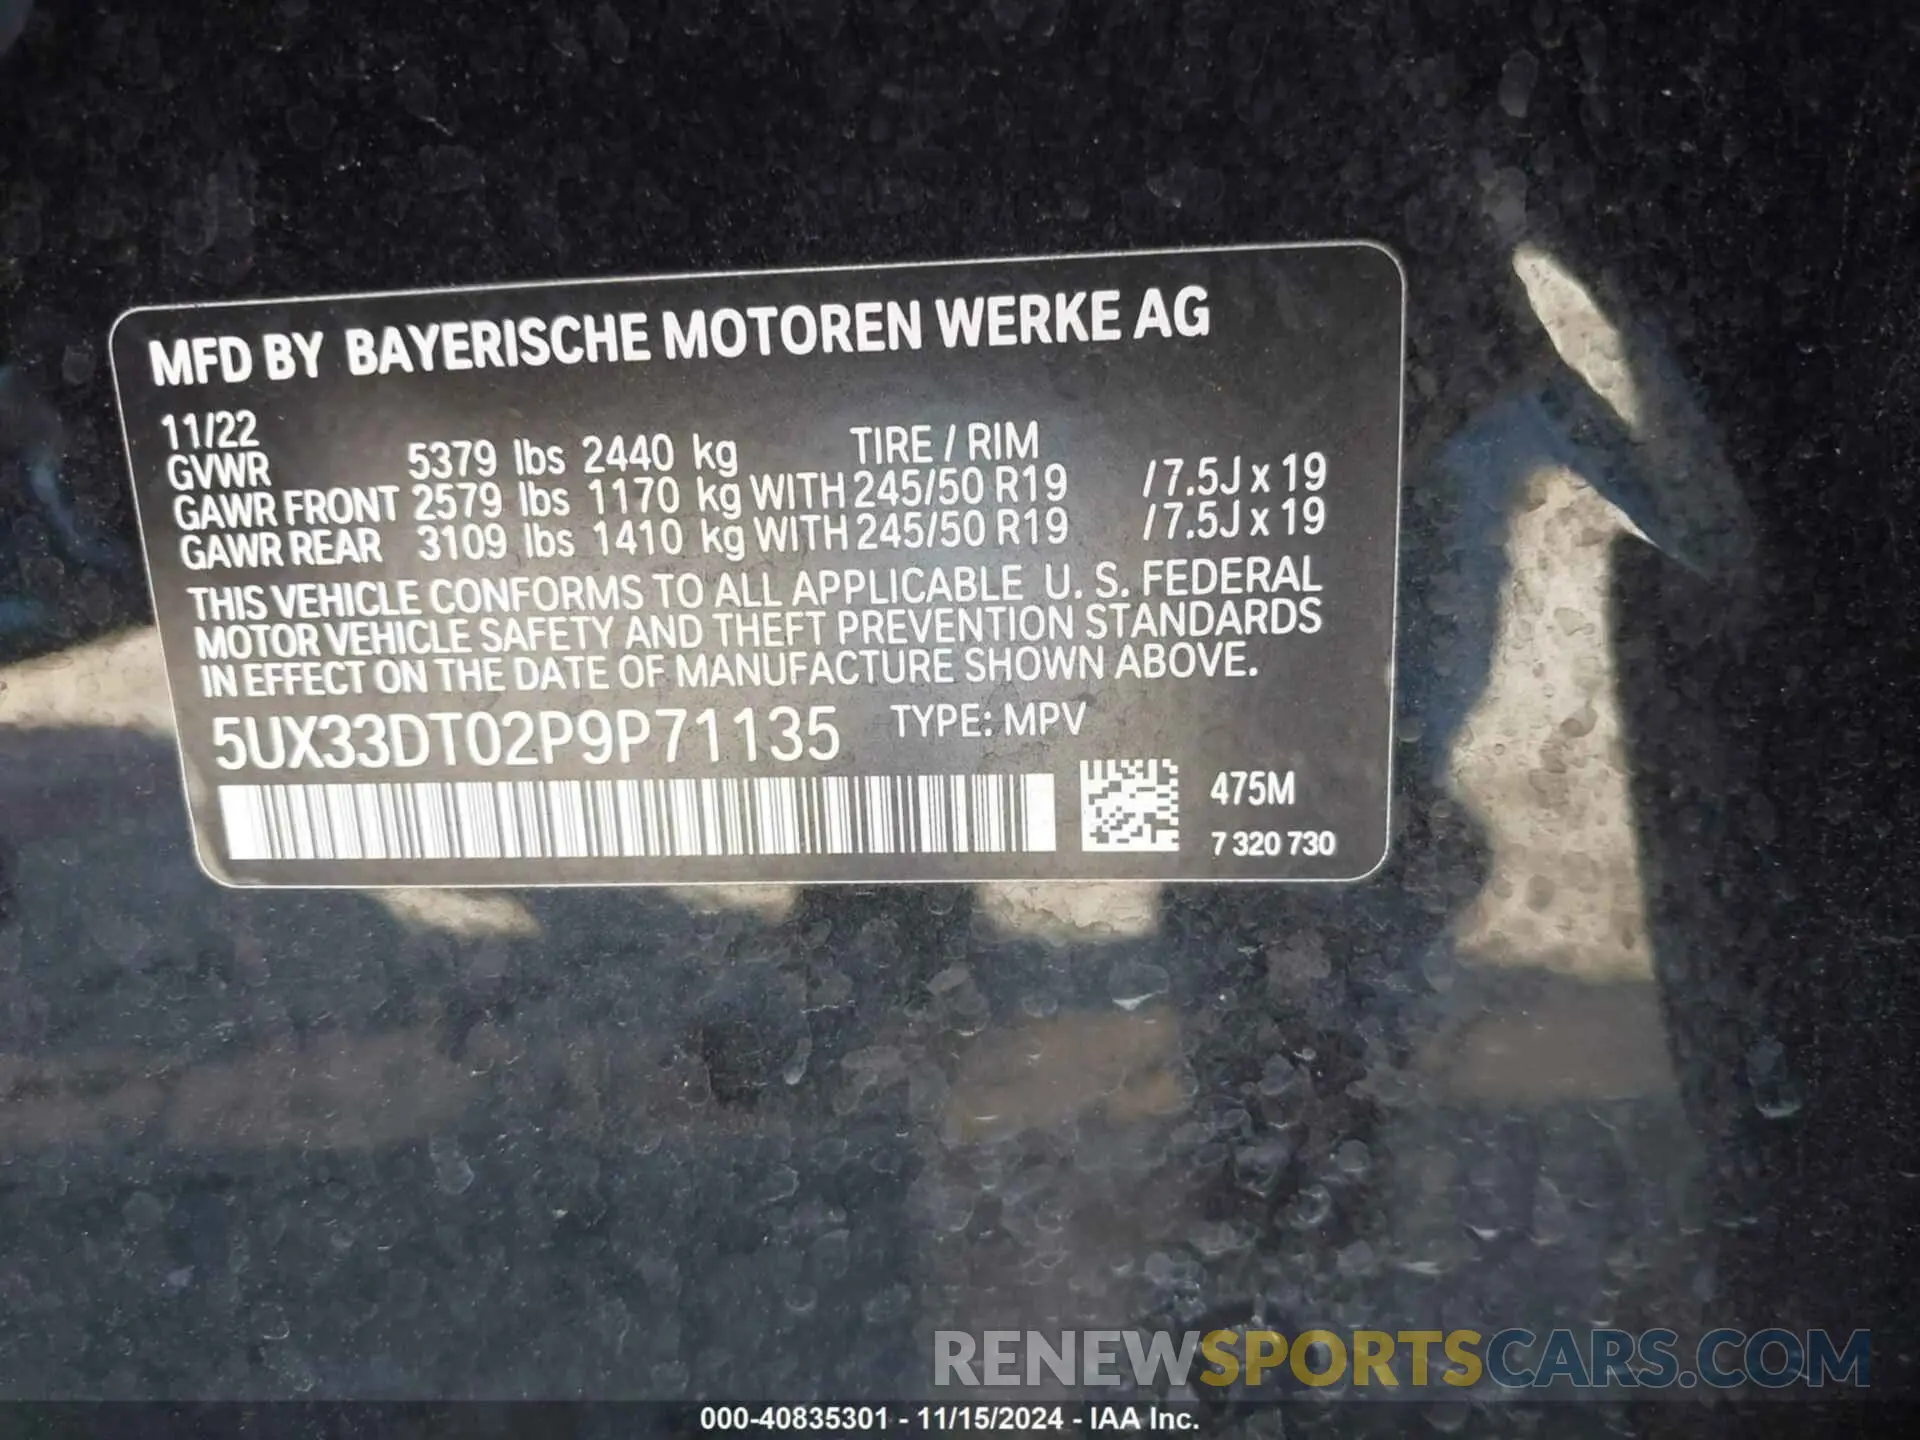 MFD BY BAYERISCHE MOTOREN WERKE AG
11/22
GVWR 5379 lbs 2440 kg TIRE / RIM
GAWR FRONT 2579 lbs 1170 kg WITH 245/50 R19 /7.5J x 19
GAWR REAR 3109 lbs 1410 kg WITH 245/50 R19 /7.5J x 19
THIS VEHICLE CONFORMS TO ALL APPLICABLE U. S. FEDERAL
MOTOR VEHICLE SAFETY AND THEFT PREVENTION STANDARDS
IN EFFECT ON THE DATE OF MANUFACTURE SHOWN ABOVE.
5UX33DT02P9P71135 TYPE: MPV
475M
7 320 730
RENEWSPORTSCARS.COM
000-40835301 - 11/15/2024 - IAA Inc.